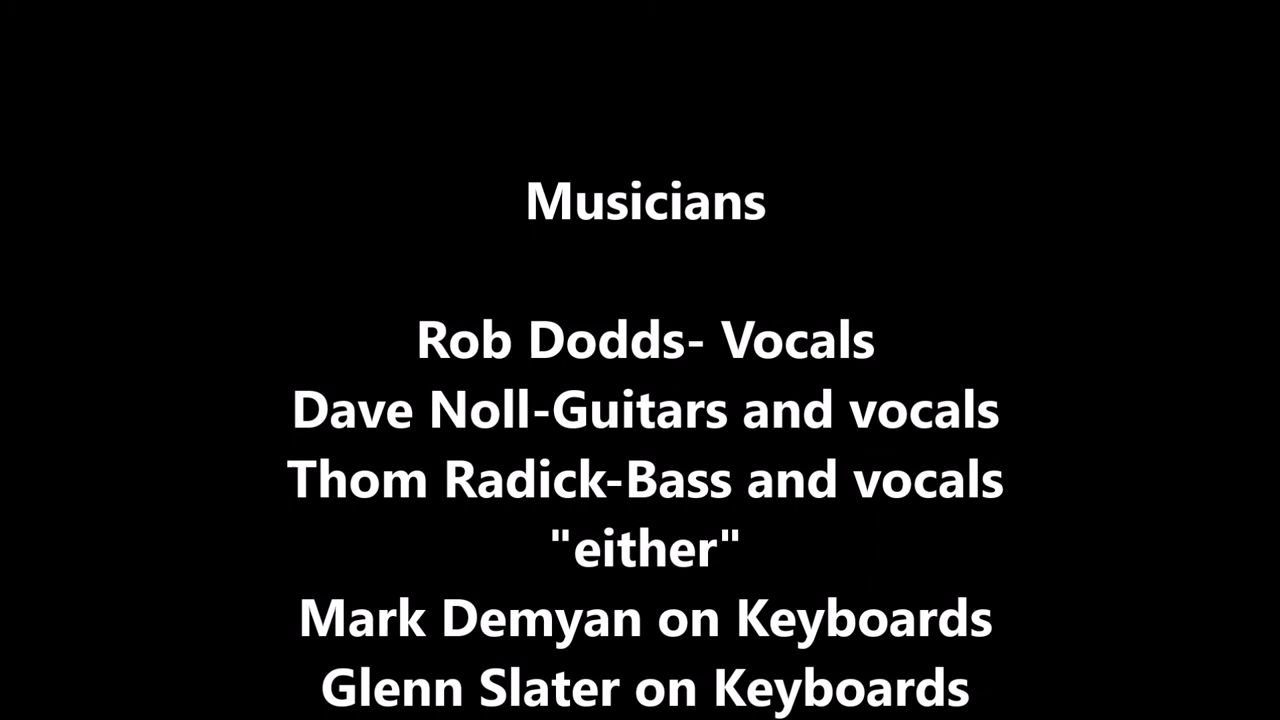 Musicians
Rob Dodds- Vocals
Dave Noll-Guitars and vocals
Thom Radick-Bass and vocals
"either"
Mark Demyan on Keyboards
Glenn Slater on Keyboards